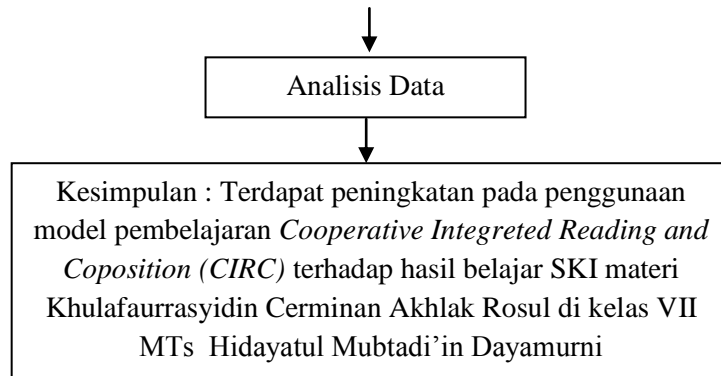 Analisis Data
Kesimpulan : Terdapat peningkatan pada penggunaan
model pembelajaran Cooperative Integreted Reading and
Coposition (CIRC) terhadap hasil belajar SKI materi
Khulafaurrasyidin Cerminan Akhlak Rosul di kelas VII
MTs Hidayatul Mubtadi’in Dayamurni